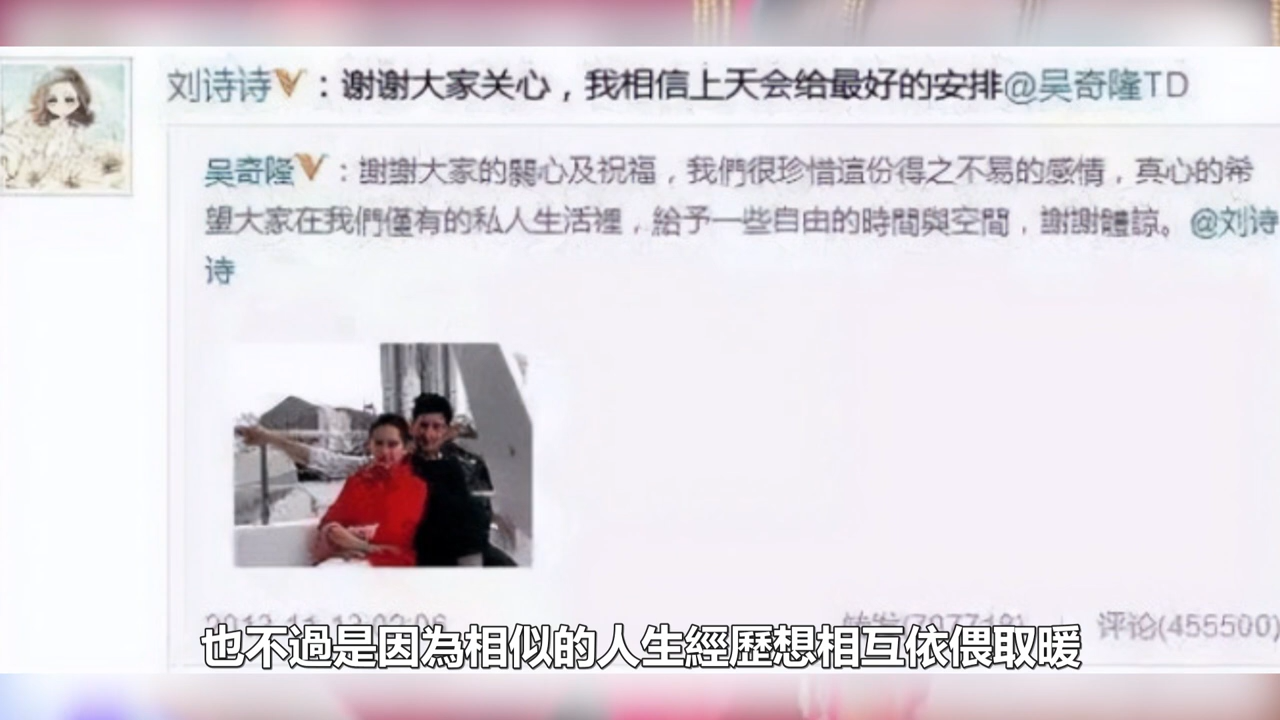 刘诗诗：谢谢大家关心，我相信上天会给最好的安排@吴奇隆TD
吴奇隆：謝謝大家的關心及祝福，我們很珍惜這份得之不易的感情，真心的希
望大家在我們僅有的私人生活裡，給予一些自由的時間與空間，謝謝體諒。@刘诗
诗
评论(455500)
也不過是因為相似的人生經歷想相互依偎取暖